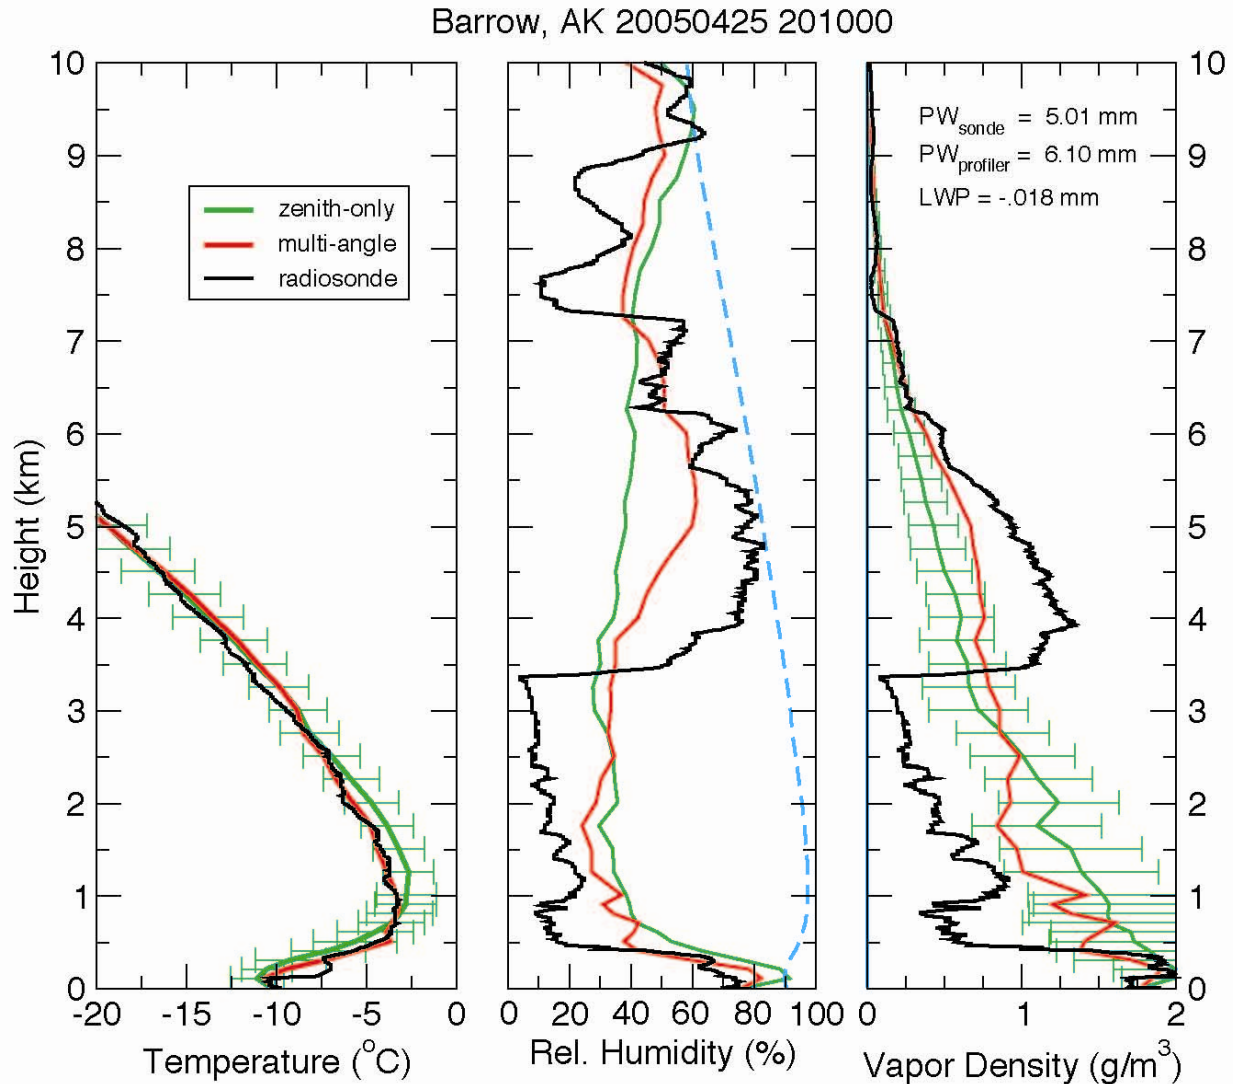 Barrow, AK 20050425 201000
Height (km)
10
9
8
7
6
5
4
3
2
1
0
zenith-only
multi-angle
radiosonde
-20 -15 -10 -5 0
Temperature (°C)
0 20 40 60 80 100
Rel. Humidity (%)
PWsonde = 5.01 mm
PWprofiler = 6.10 mm
LWP = -.018 mm
10
9
8
7
6
5
4
3
2
1
0
0 1 2
Vapor Density (g/m³)